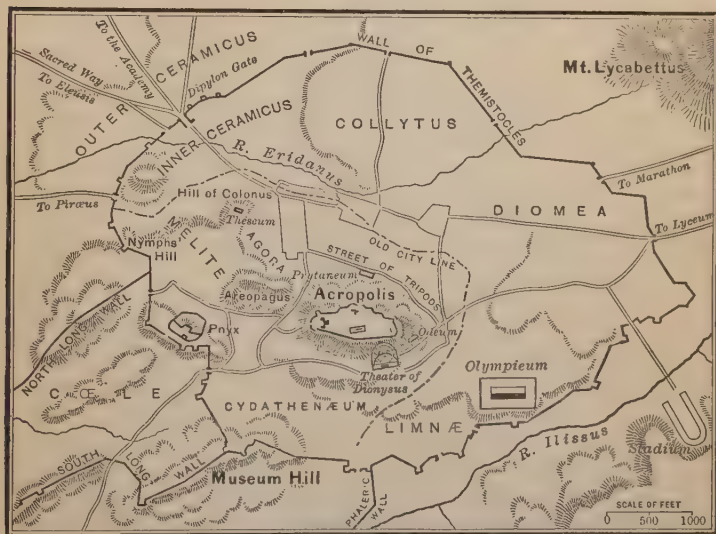 To the Academy
Sacred Way
To Eleusis
OUTER CERAMICUS
Dipylon Gate
INNER CERAMICUS
WALL OF THEMISTOCLES
Mt. Lycabettus
COLLYTUS
R. Eridanus
To Piræus
Hill of Colonus
Theseum
To Marathon
DIOMEA
To Lyceum
Nymphs'
Hill
MELITE
AGORA
OLD CITY LINE
STREET OF TRIPODS
Prytaneum
Areopagus
Acropolis
Pnyx
Odeum
Theater of
Dionysus
Olympieum
NORTH LONG WALL
CŒLE
CYDATHENÆUM
LIMNÆ
R. Ilissus
Stadium
SOUTH LONG WALL
Museum Hill
PHALERIC
WALL
SCALE OF FEET
0 500 1000